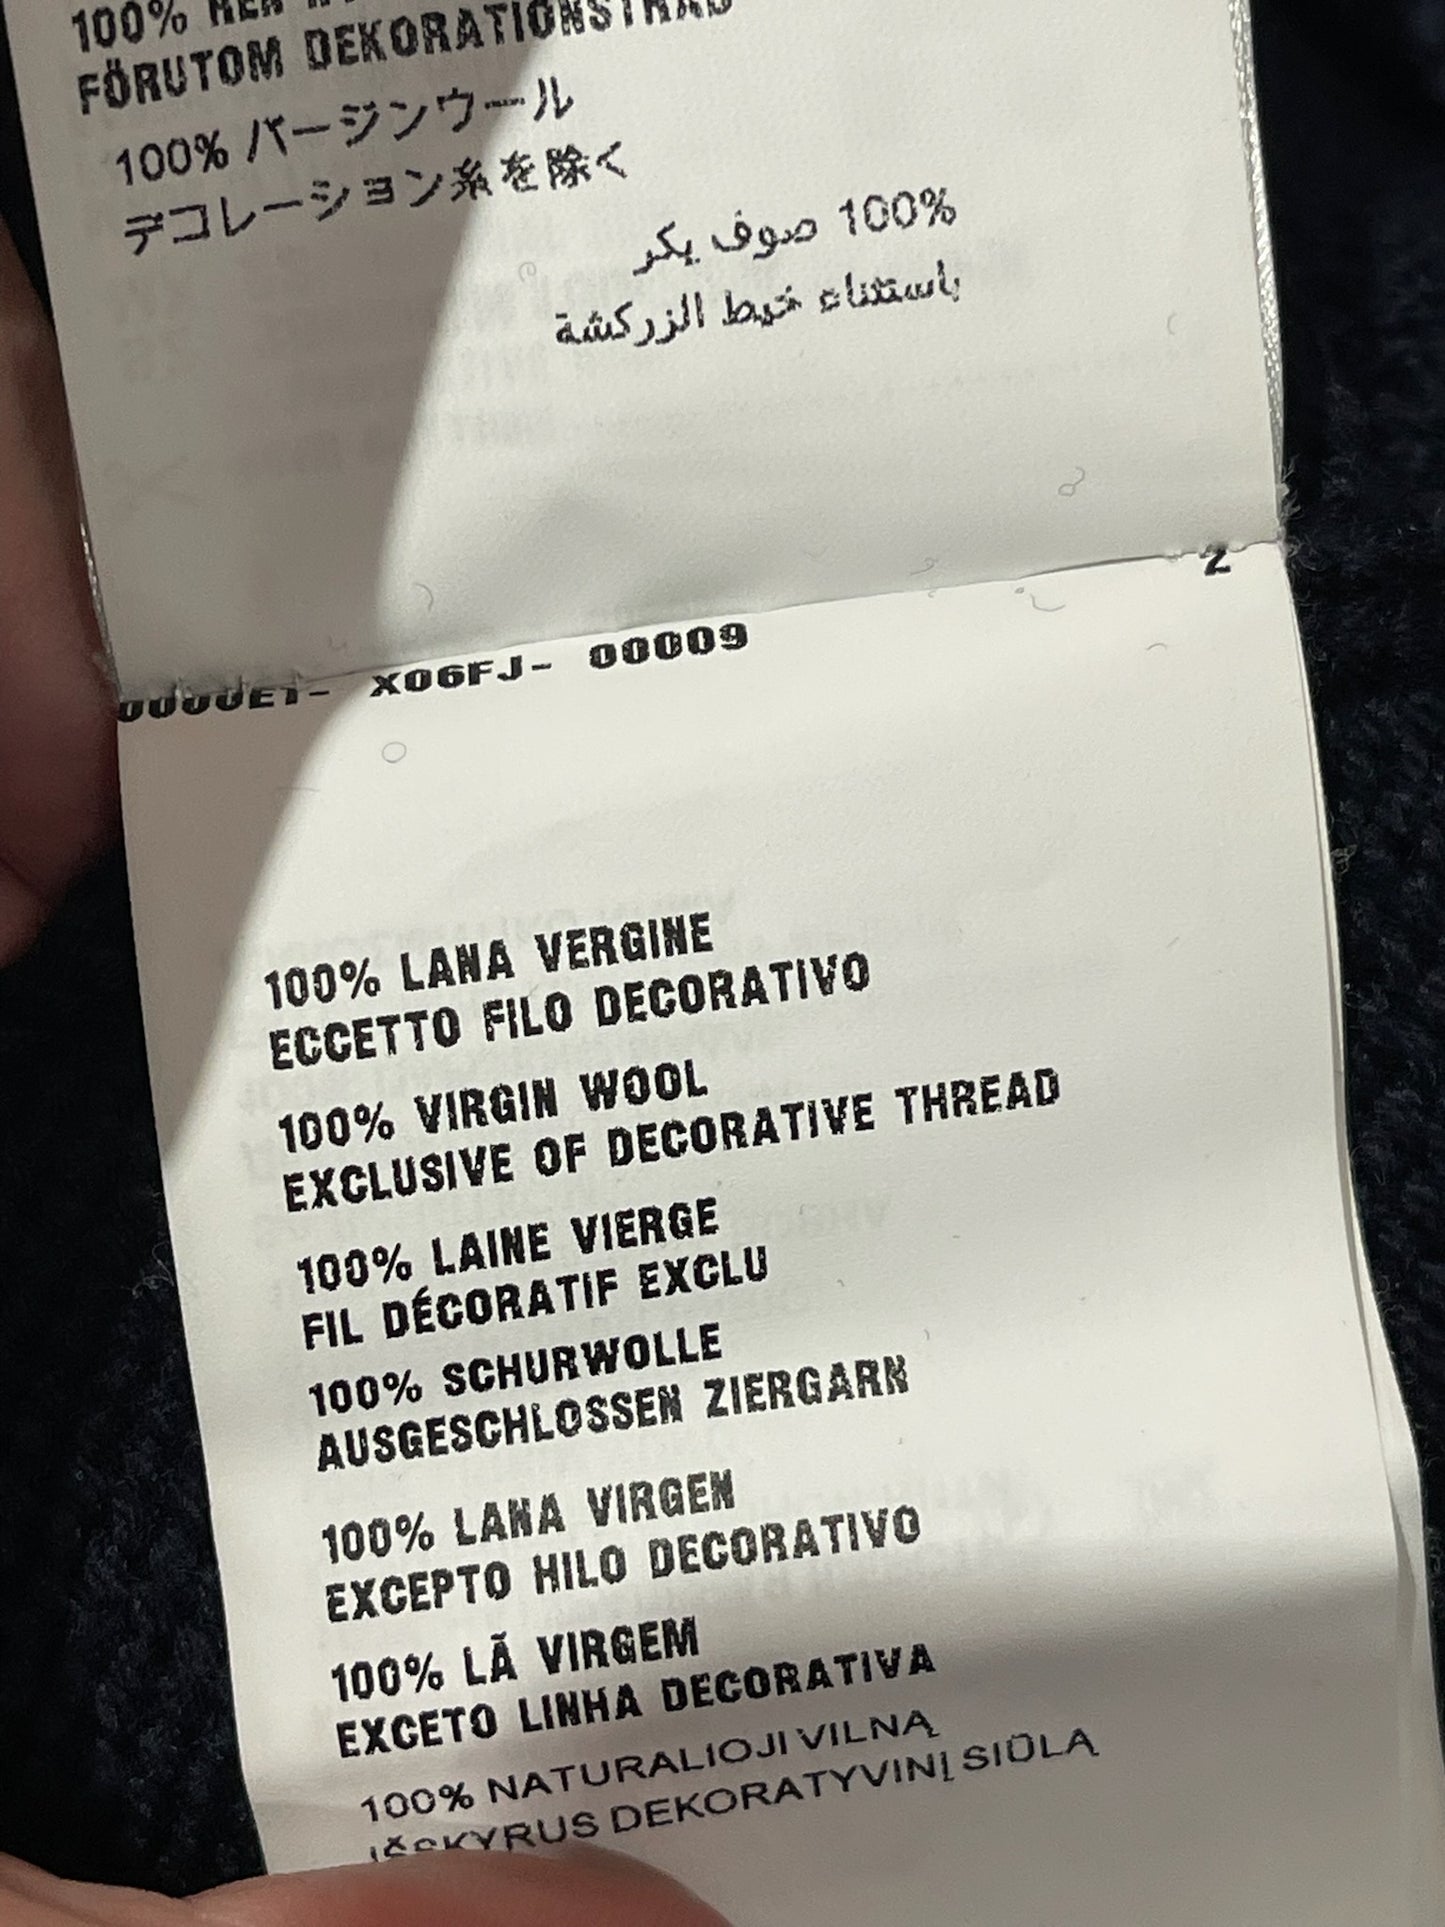 100% REN
FÖRUTOM DEKORATIONSTRÅD
100% バージンウール
デコレーション糸を除く
100% صوف بكر
باستثناء خيط الزركشة
2
X06FJ- 00009
100% LANA VERGINE
ECCETTO FILO DECORATIVO
100% VIRGIN WOOL
EXCLUSIVE OF DECORATIVE THREAD
100% LAINE VIERGE
FIL DÉCORATIF EXCLU
100% SCHURWOLLE
AUSGESCHLOSSEN ZIERGARN
100% LANA VIRGEN
EXCEPTO HILO DECORATIVO
100% LÃ VIRGEM
EXCETO LINHA DECORATIVA
100% NATURALIOJI VILNĄ
IŠSKYRUS DEKORATYVINĮ SIŪLĄ